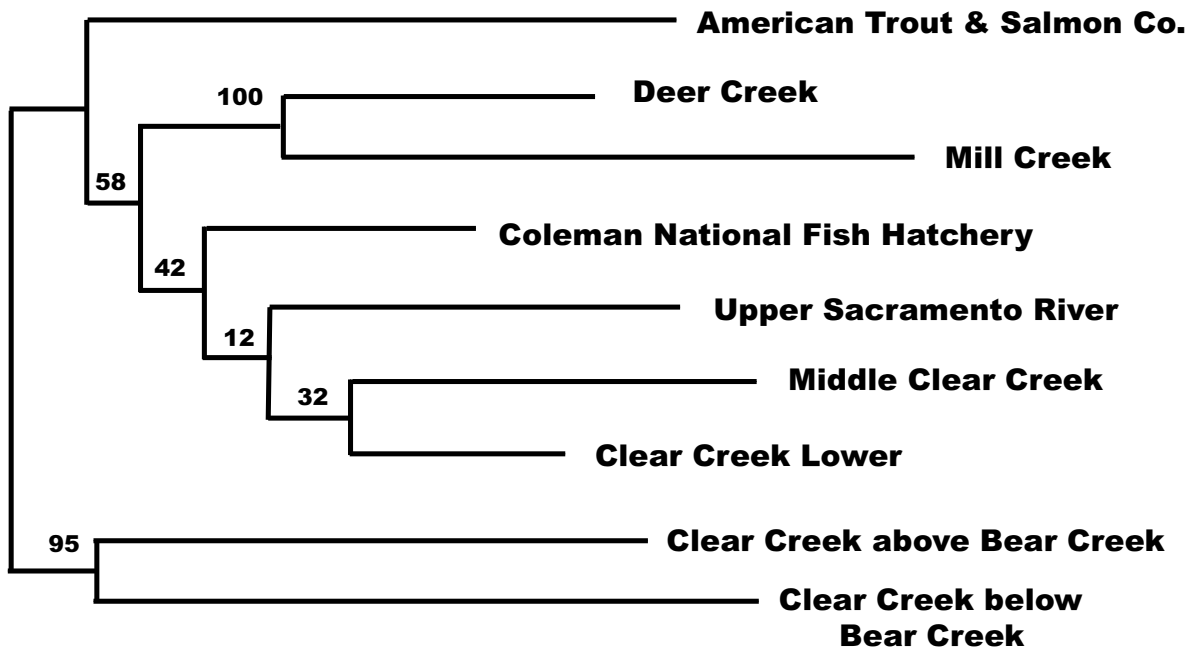 American Trout & Salmon Co.
100
Deer Creek
Mill Creek
58
Coleman National Fish Hatchery
42
Upper Sacramento River
12
Middle Clear Creek
32
Clear Creek Lower
95
Clear Creek above Bear Creek
Clear Creek below
Bear Creek